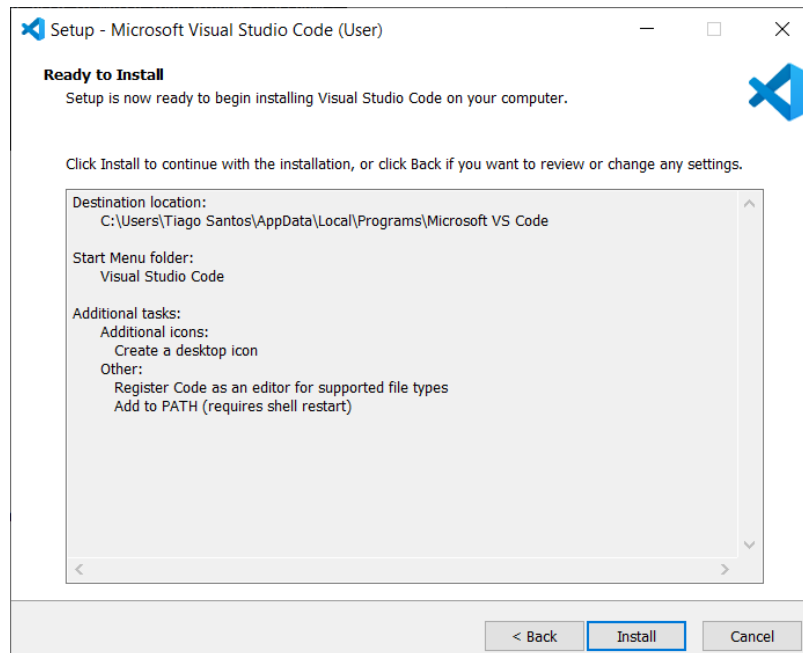 Setup - Microsoft Visual Studio Code (User)
Ready to Install
Setup is now ready to begin installing Visual Studio Code on your computer.
Click Install to continue with the installation, or click Back if you want to review or change any settings.
Destination location:
C:\Users\Tiago Santos\AppData\Local\Programs\Microsoft VS Code
Start Menu folder:
Visual Studio Code
Additional tasks:
Additional icons:
Create a desktop icon
Other:
Register Code as an editor for supported file types
Add to PATH (requires shell restart)
< Back Install Cancel